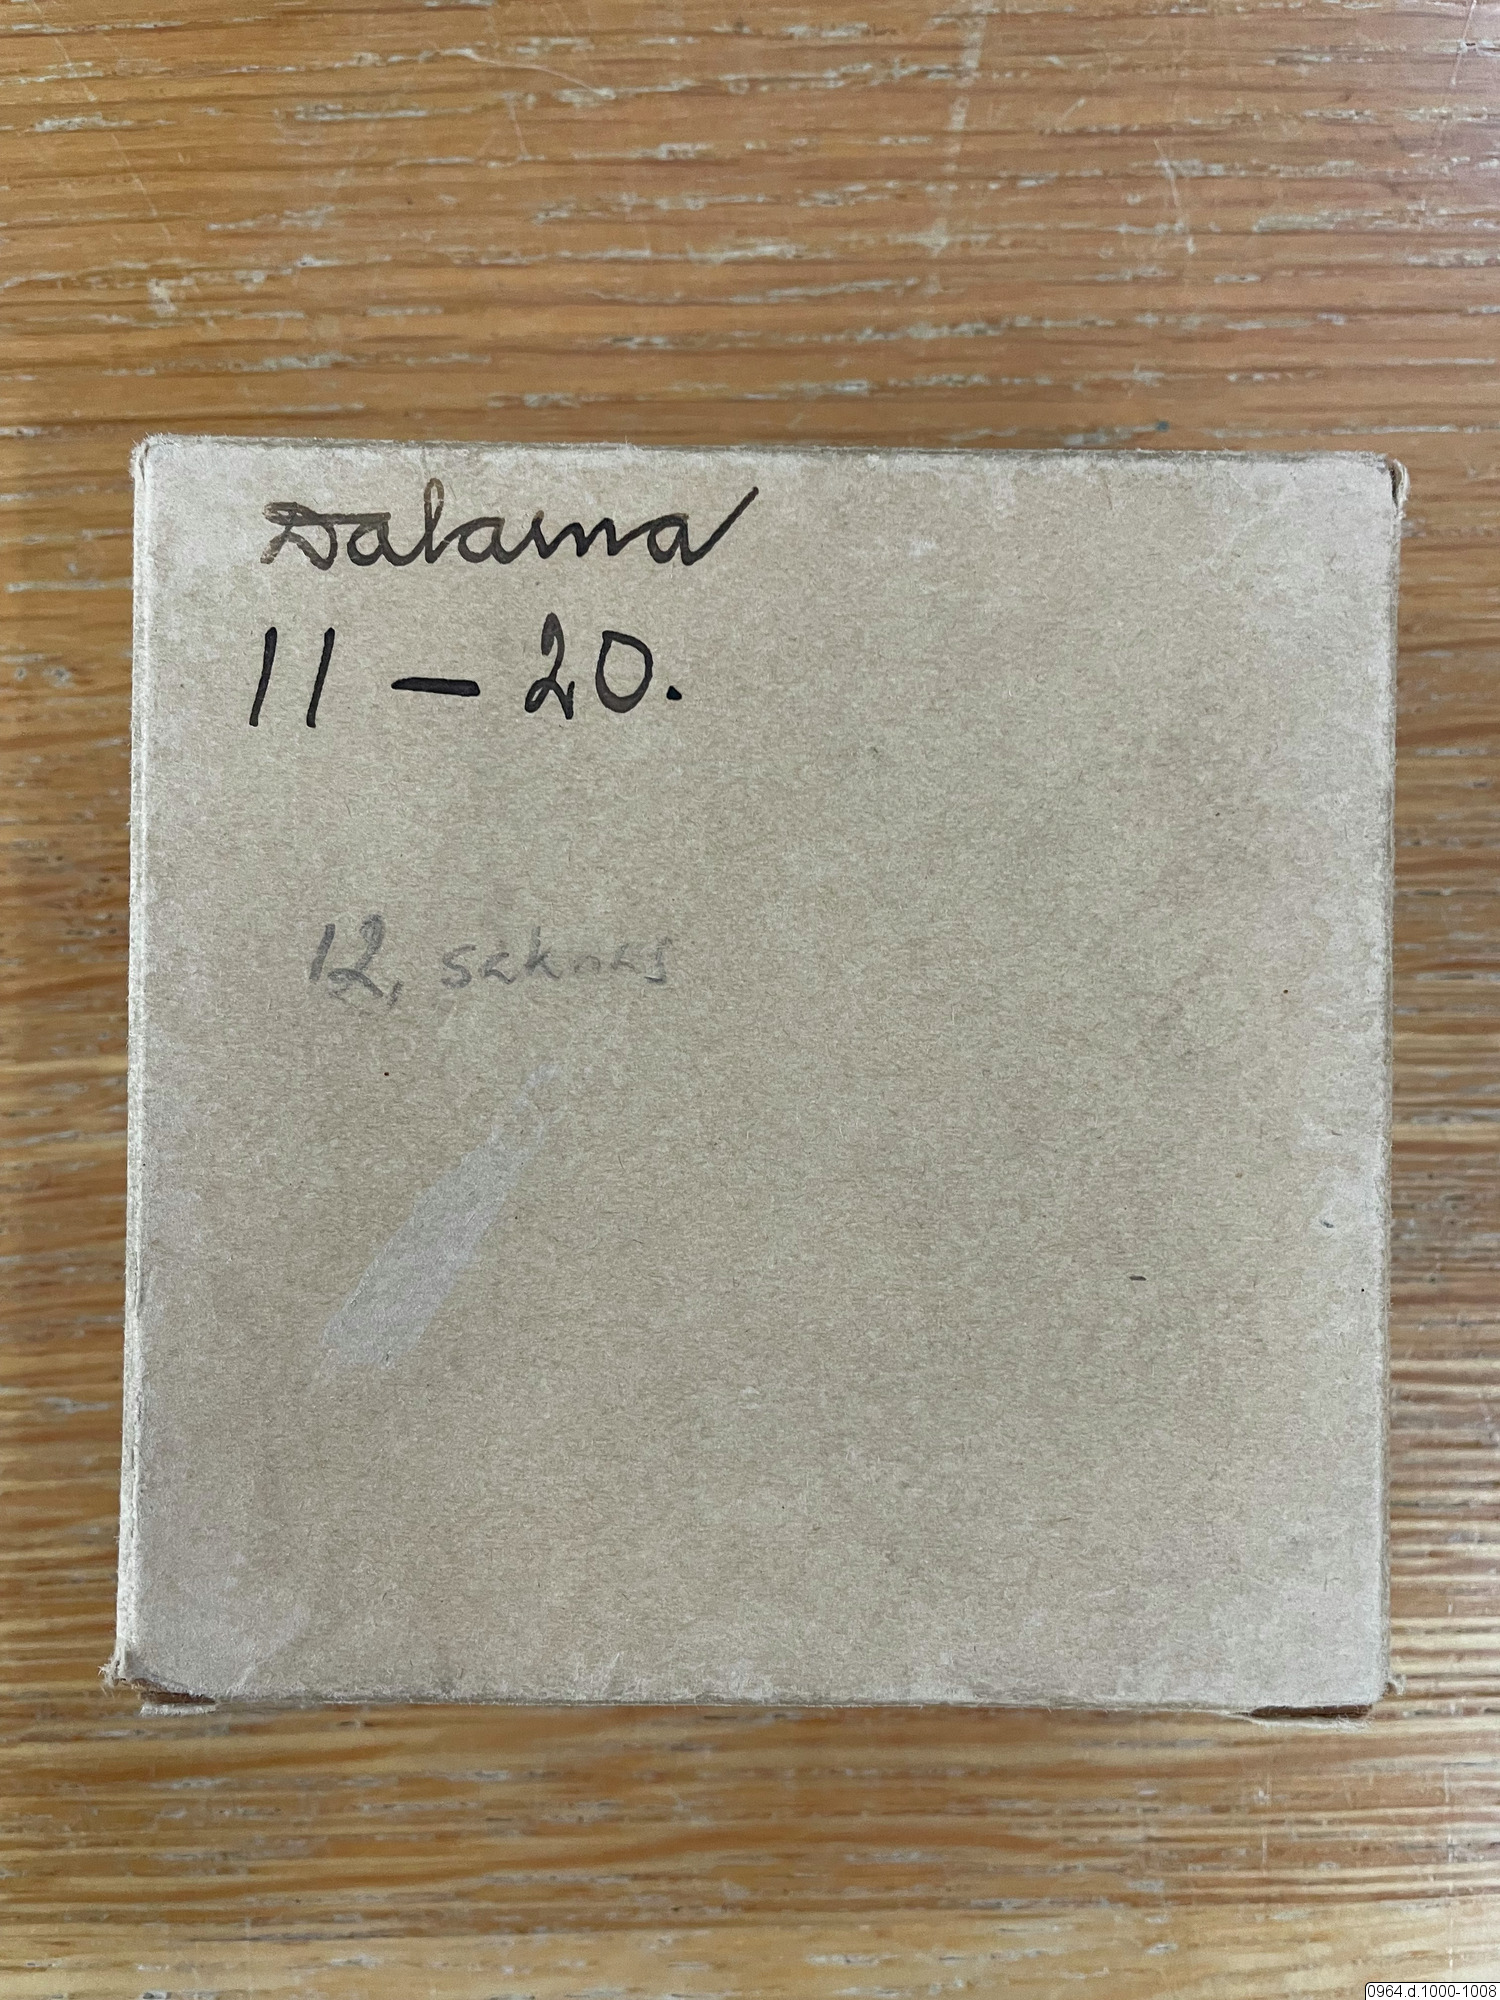 Dalarna
11 – 20.
12, saknas
0964.d.1000-1008